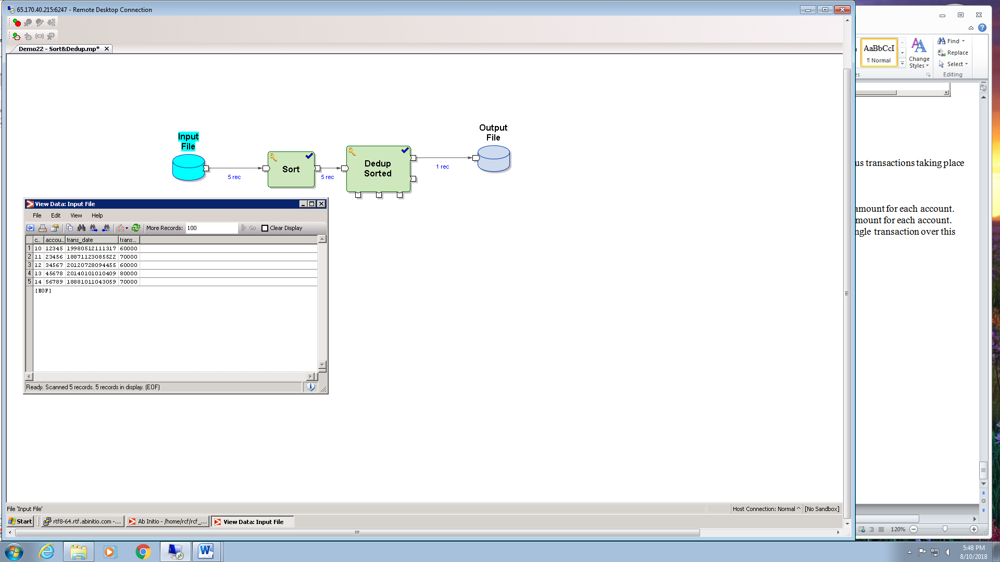 65.170.40.215:6247 - Remote Desktop Connection
Demo22 - Sort&Dedup.mp*
Input
File
5 rec
Sort
5 rec
Dedup
Sorted
1 rec
Output
File
View Data: Input File
File Edit View Help
More Records: 100 Go Clear Display
c... accou... trans_date trans...
1 10 12345 19980512111317 60000
2 11 23456 18871123085522 70000
3 12 34567 20120728094455 60000
4 13 45678 20140101010409 80000
5 14 56789 18881011043059 70000
[EOF]
Ready. Scanned 5 records. 5 records in display. (EOF)
File 'Input File'
Host Connection: Normal ^ [No Sandbox]
Start rtf8-64.rtf.abinitio.com -... Ab Initio - /home/rcf/rcf_... View Data: Input File
AaBbCcI
¶ Normal
Change
Styles
Find
Replace
Select
Editing
us transactions taking place
amount for each account.
mount for each account.
ngle transaction over this
120%
5:48 PM
8/10/2018